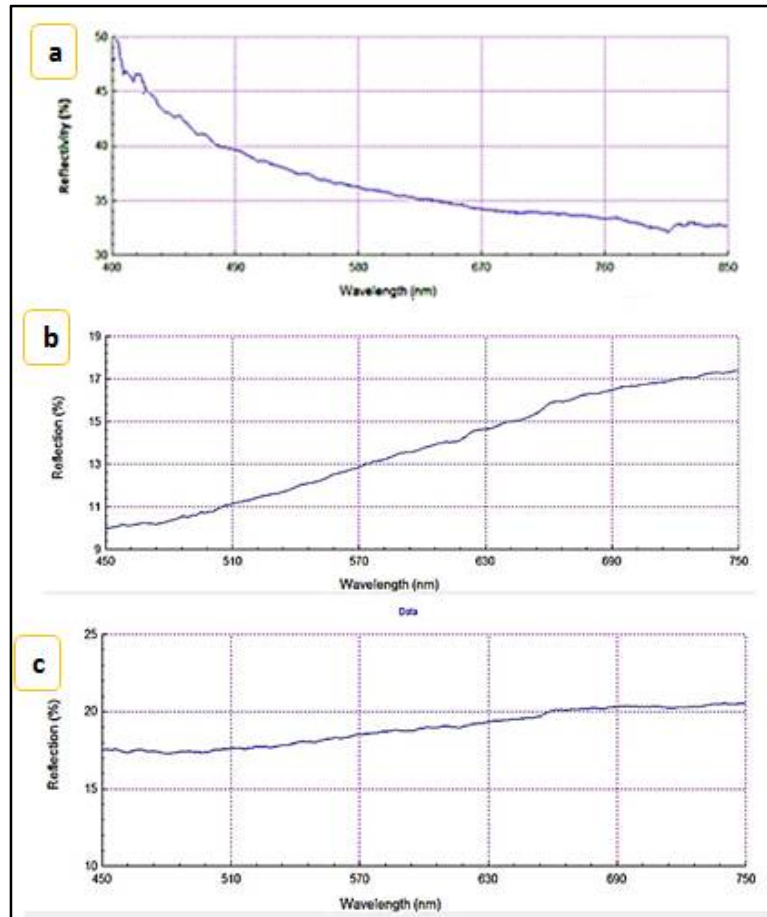 a
50
45
40
35
30
Reflectivity (%)
400 490 580 670 760 850
Wavelength (nm)
b
19
17
15
13
11
9
Reflection (%)
450 510 570 630 690 750
Wavelength (nm)
Data
c
25
20
15
10
Reflection (%)
450 510 570 630 690 750
Wavelength (nm)